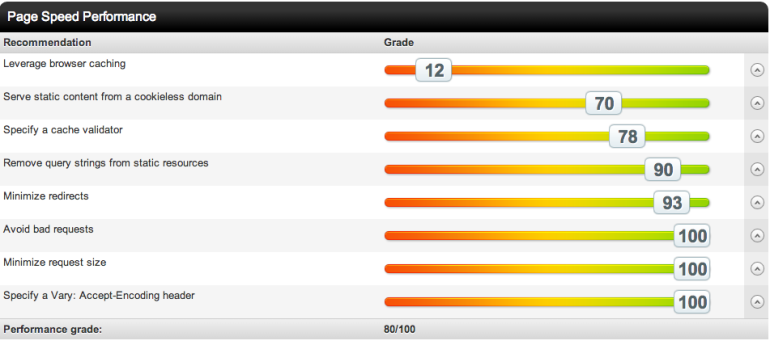 Page Speed Performance
Recommendation Grade
Leverage browser caching 12
Serve static content from a cookieless domain 70
Specify a cache validator 78
Remove query strings from static resources 90
Minimize redirects 93
Avoid bad requests 100
Minimize request size 100
Specify a Vary: Accept-Encoding header 100
Performance grade: 80/100